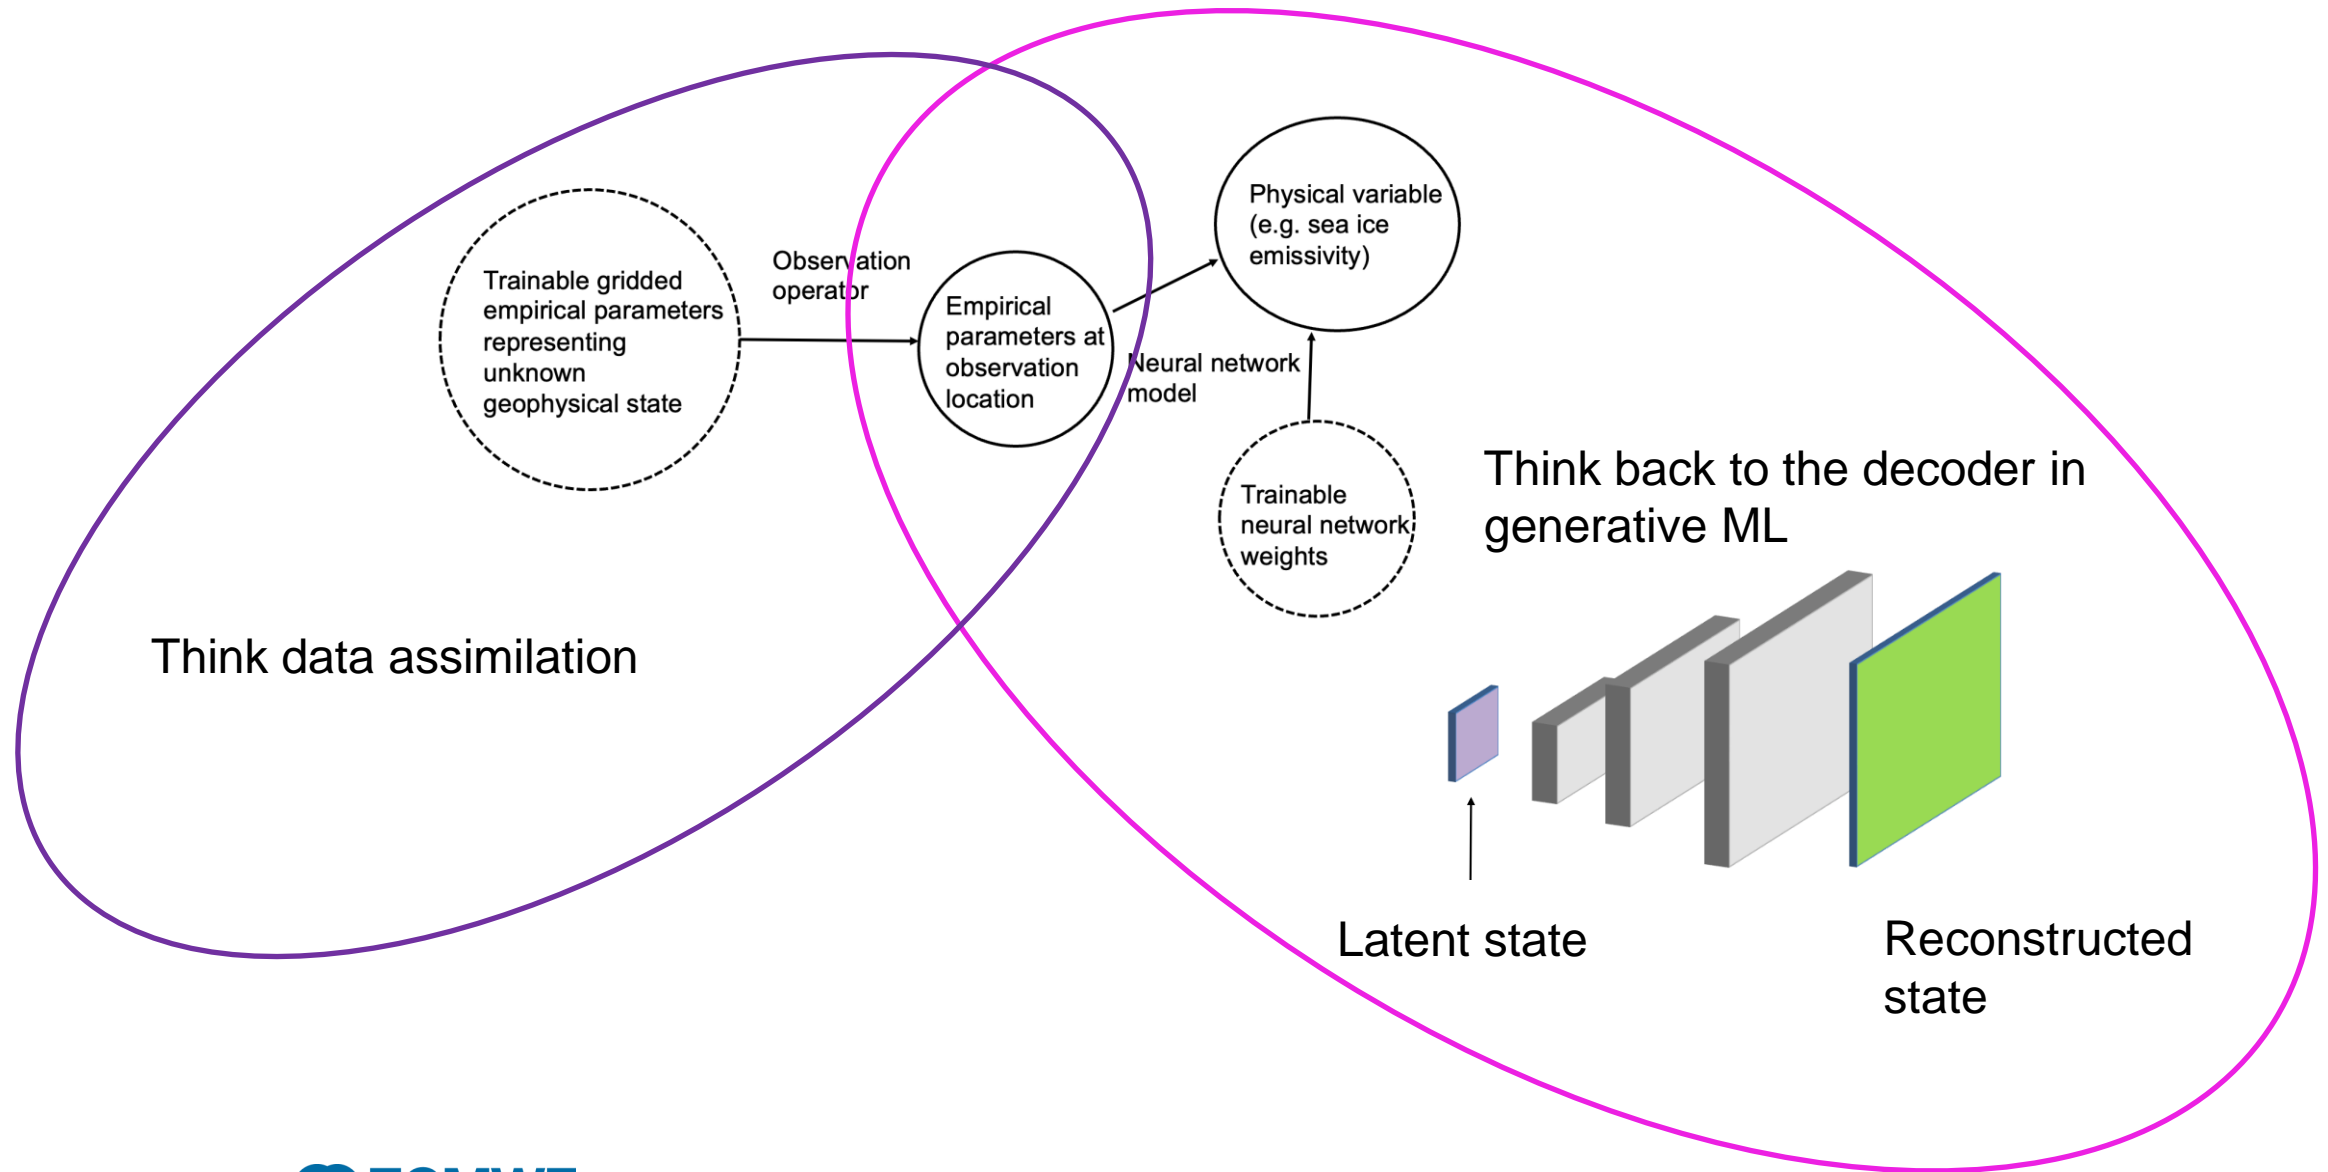 Physical variable
(e.g. sea ice
emissivity)
Observation
operator
Trainable gridded
empirical parameters
representing
unknown
geophysical state
Empirical
parameters at
observation
location
Neural network
model
Trainable
neural network
weights
Think back to the decoder in
generative ML
Think data assimilation
Latent state
Reconstructed
state